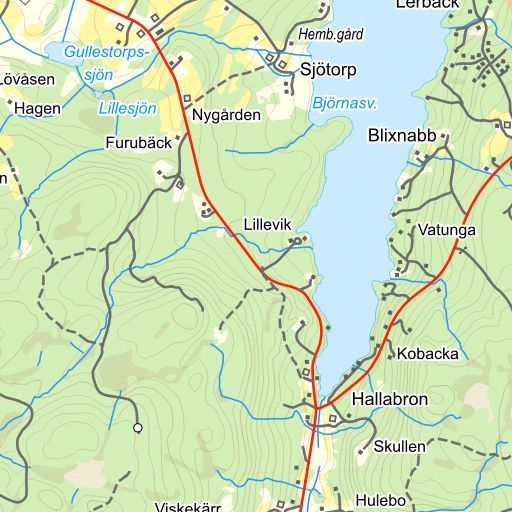 Lerbäck
Hemb.gård
Gullestorps-
sjön
Sjötorp
Lövåsen
Hagen
Lillesjön
Björnasv.
Nygården
Blixnabb
Furubäck
Lillevik
Vatunga
Kobacka
Hallabron
Skullen
Viskekärr
Hulebo